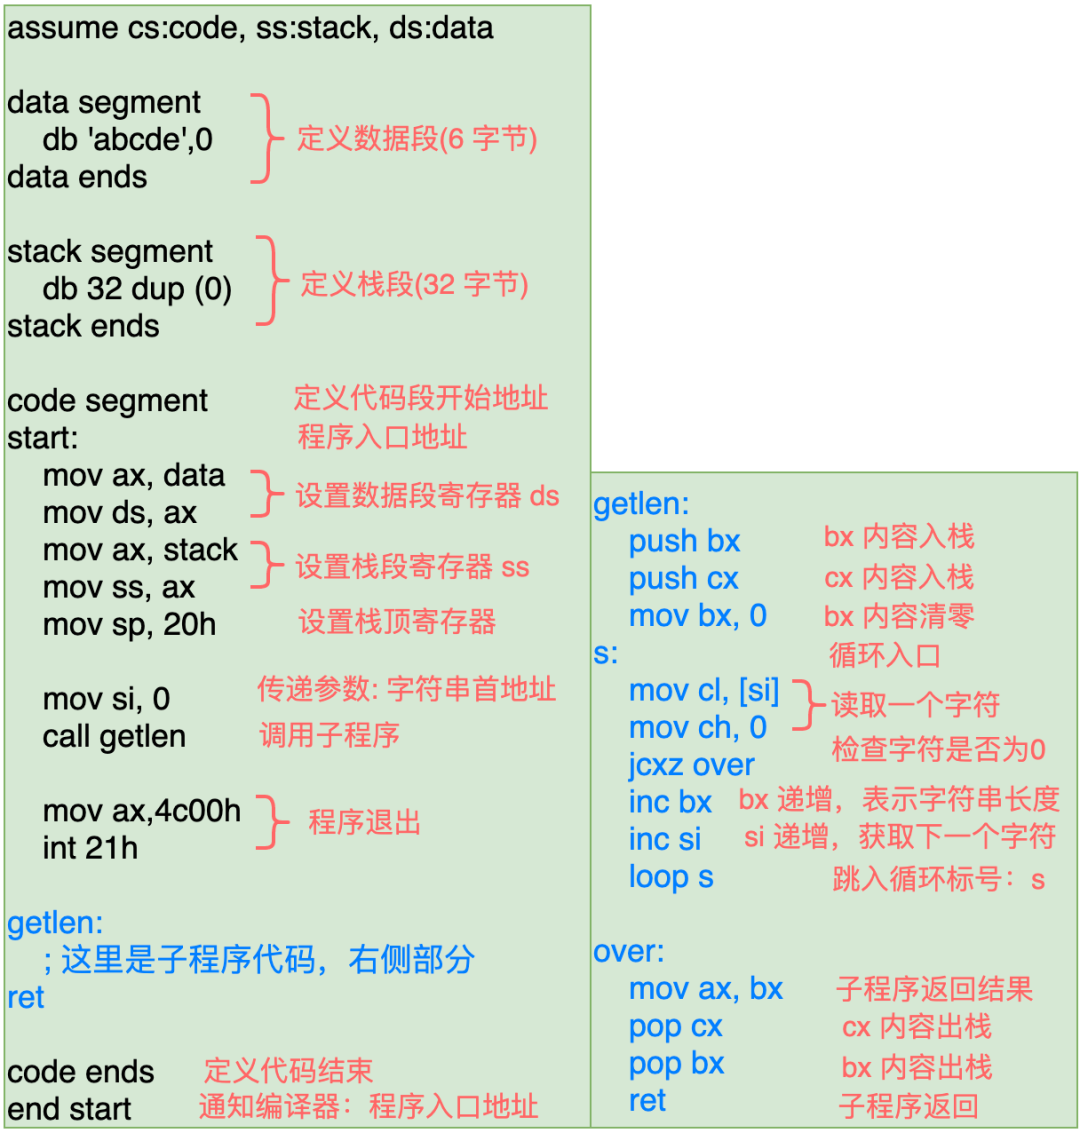 assume cs:code, ss:stack, ds:data
data segment
db 'abcde',0
data ends
定义数据段(6 字节)
stack segment
db 32 dup (0)
stack ends
定义栈段(32 字节)
code segment 定义代码段开始地址
start: 程序入口地址
mov ax, data
mov ds, ax
设置数据段寄存器 ds
mov ax, stack
mov ss, ax
设置栈段寄存器 ss
mov sp, 20h 设置栈顶寄存器
mov si, 0 传递参数: 字符串首地址
call getlen 调用子程序
mov ax,4c00h
int 21h
程序退出
getlen:
; 这里是子程序代码，右侧部分
ret
code ends 定义代码结束
end start 通知编译器：程序入口地址
getlen:
push bx bx 内容入栈
push cx cx 内容入栈
mov bx, 0 bx 内容清零
s: 循环入口
mov cl, [si]
mov ch, 0
读取一个字符
jcxz over 检查字符是否为0
inc bx bx 递增，表示字符串长度
inc si si 递增，获取下一个字符
loop s 跳入循环标号：s
over:
mov ax, bx 子程序返回结果
pop cx cx 内容出栈
pop bx bx 内容出栈
ret 子程序返回